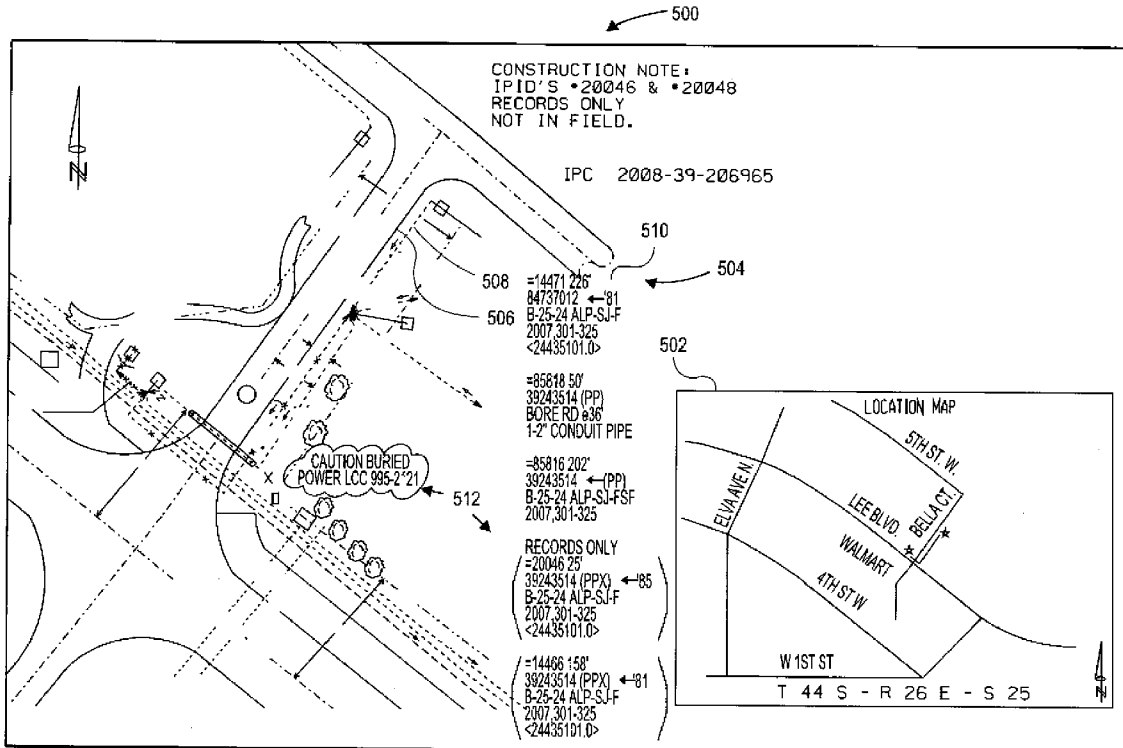 500
CONSTRUCTION NOTE:
IPID'S *20046 & *20048
RECORDS ONLY
NOT IN FIELD.
IPC 2008-39-206965
N
510
504
508
506
=14471 226'
84737012 ←'81
B-25-24 ALP-SJ-F
2007,301-325
<24435101.0>
=85818 50'
39243514 (PP)
BORE RD @36'
1-2" CONDUIT PIPE
=85816 202'
39243514 ←(PP)
B-25-24 ALP-SJ-FSF
2007,301-325
CAUTION BURIED
POWER LCC 995-2121
512
RECORDS ONLY
=20046 25'
39243514 (PPX) ←'85
B-25-24 ALP-SJ-F
2007,301-325
<24435101.0>
=14466 158'
39243514 (PPX) ←'81
B-25-24 ALP-SJ-F
2007,301-325
<24435101.0>
502
LOCATION MAP
5TH ST. W.
ELVA AVE N.
LEE BLVD.
BELLA CT.
WALMART
4TH ST W
W 1ST ST
T 44 S - R 26 E - S 25
N